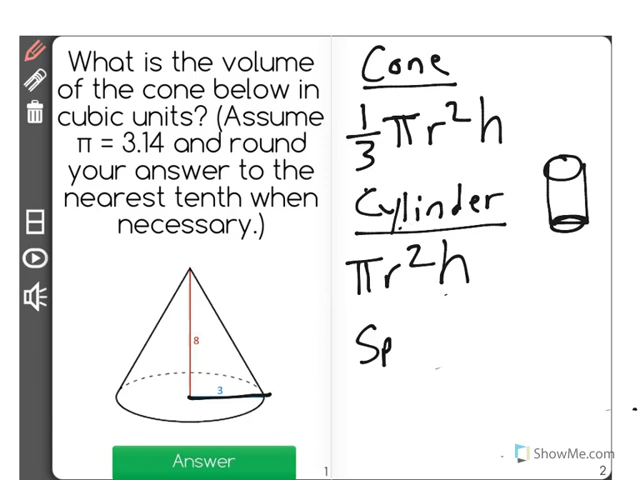 What is the volume
of the cone below in
cubic units? (Assume
π = 3.14 and round
your answer to the
nearest tenth when
necessary.)
8
3
Answer
1
Cone
1/3 πr²h
Cylinder
πr²h
Sp
ShowMe.com
2